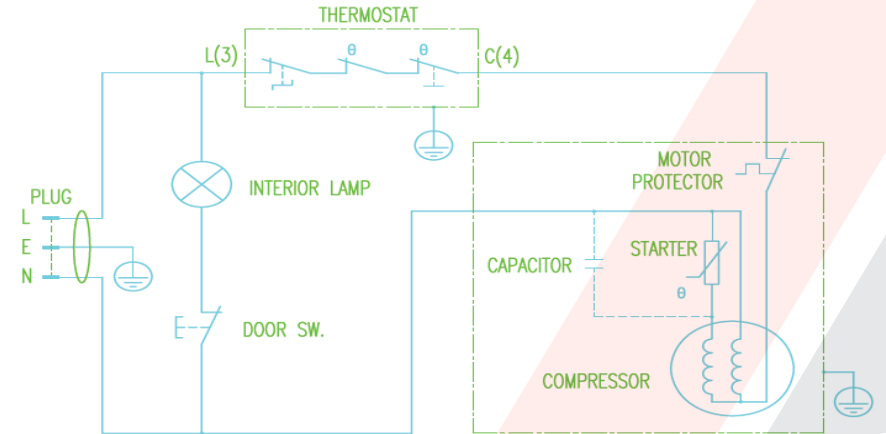 THERMOSTAT
L(3)
θ
θ
C(4)
MOTOR
PROTECTOR
INTERIOR LAMP
PLUG
L
E
N
CAPACITOR
STARTER
θ
DOOR SW.
COMPRESSOR